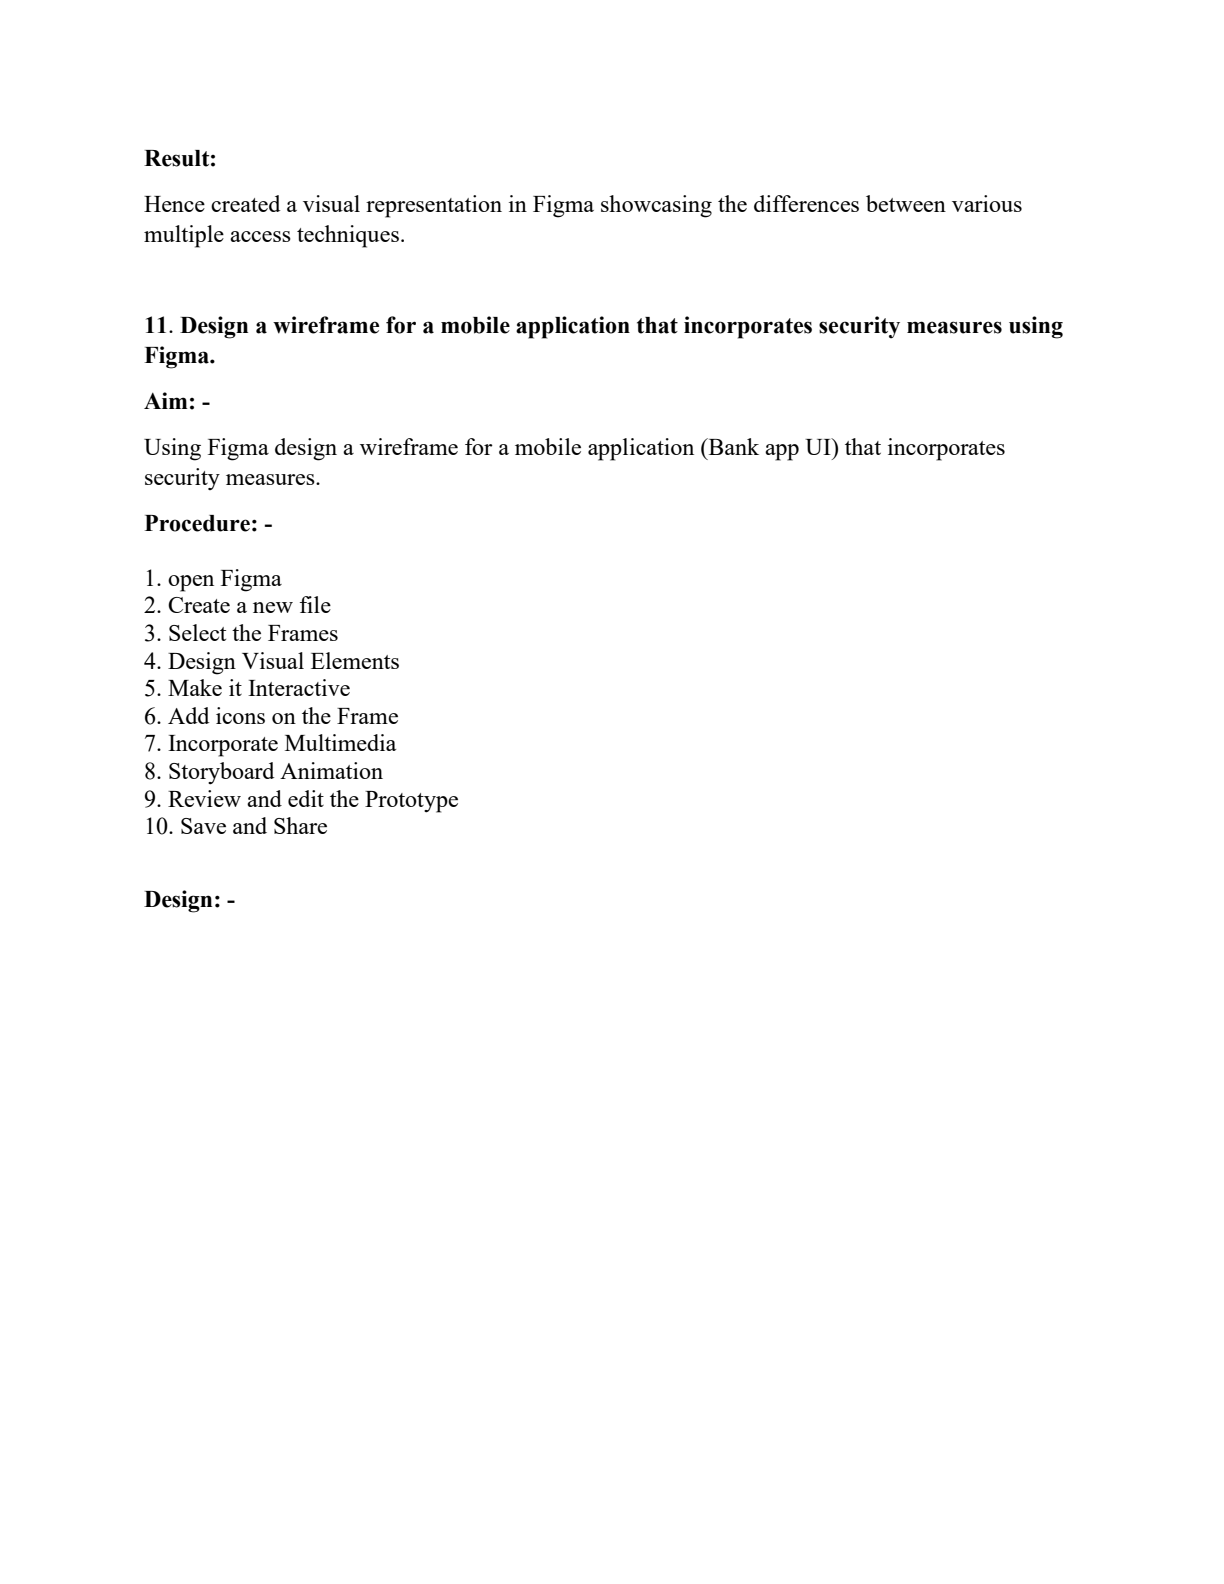 Result:
Hence created a visual representation in Figma showcasing the differences between various
multiple access techniques.
11. Design a wireframe for a mobile application that incorporates security measures using
Figma.
Aim: -
Using Figma design a wireframe for a mobile application (Bank app UI) that incorporates
security measures.
Procedure: -
1. open Figma
2. Create a new file
3. Select the Frames
4. Design Visual Elements
5. Make it Interactive
6. Add icons on the Frame
7. Incorporate Multimedia
8. Storyboard Animation
9. Review and edit the Prototype
10. Save and Share
Design: -